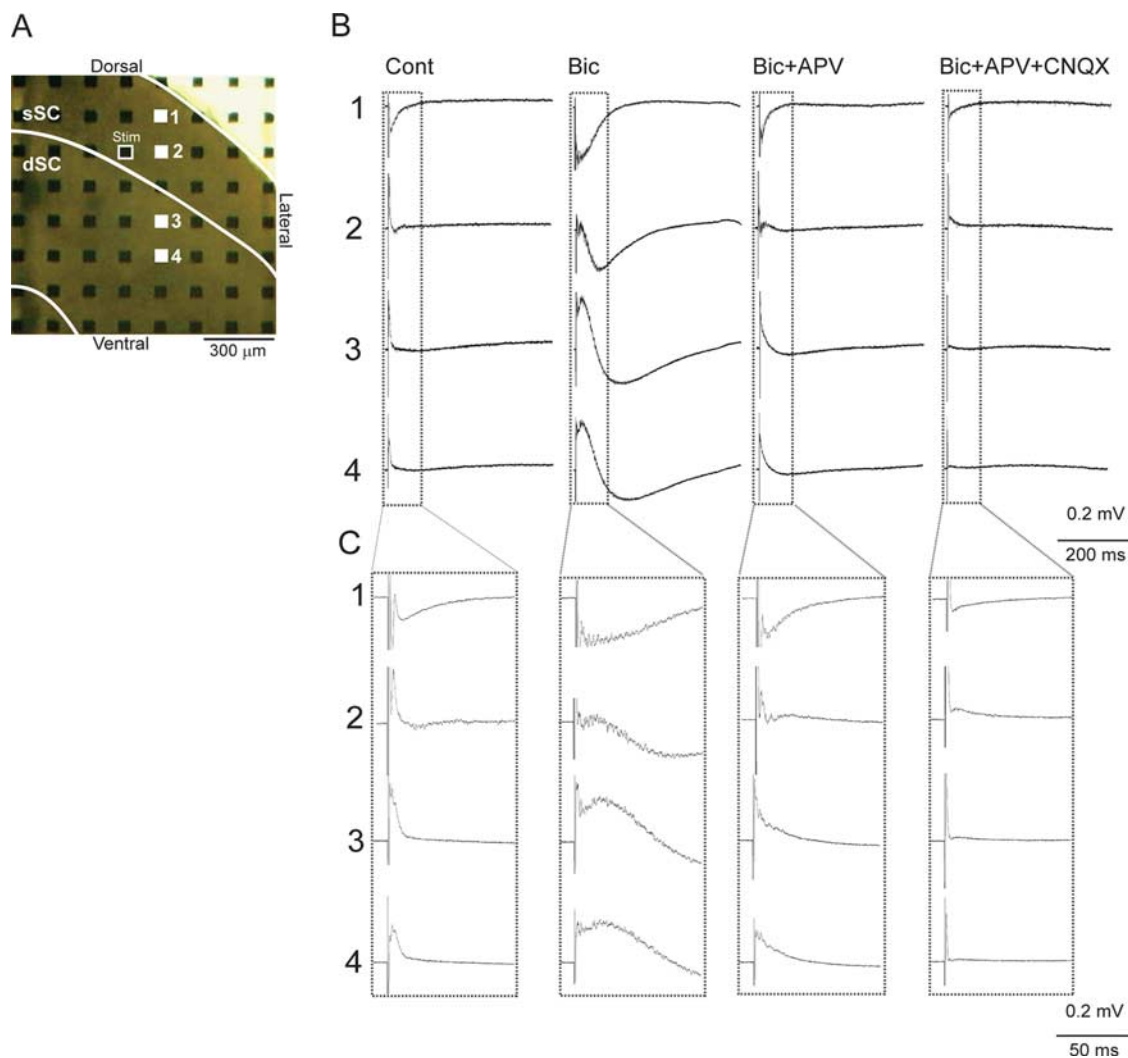 A
Dorsal
sSC
1
Stim
2
dSC
3
4
Lateral
Ventral
300 μm
B
Cont Bic Bic+APV Bic+APV+CNQX
1
2
3
4
0.2 mV
200 ms
C
1
2
3
4
0.2 mV
50 ms